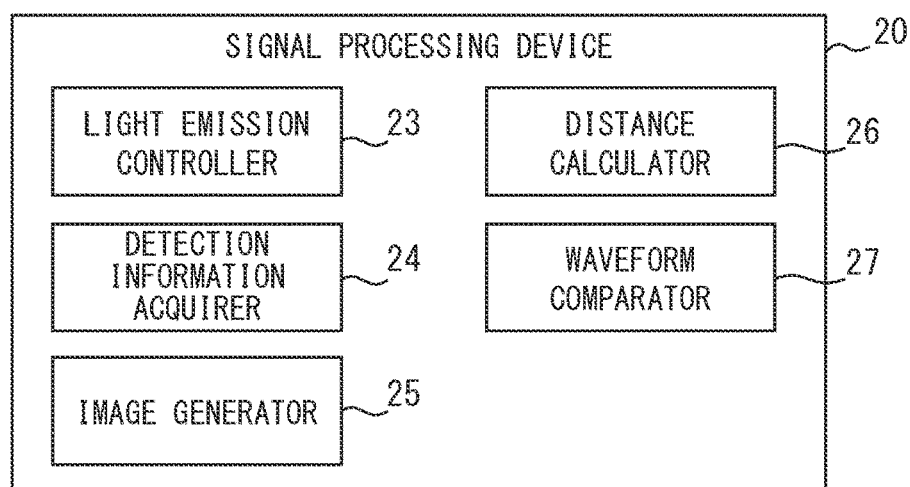 SIGNAL PROCESSING DEVICE
20
LIGHT EMISSION
CONTROLLER
23
DISTANCE
CALCULATOR
26
DETECTION
INFORMATION
ACQUIRER
24
WAVEFORM
COMPARATOR
27
IMAGE GENERATOR
25